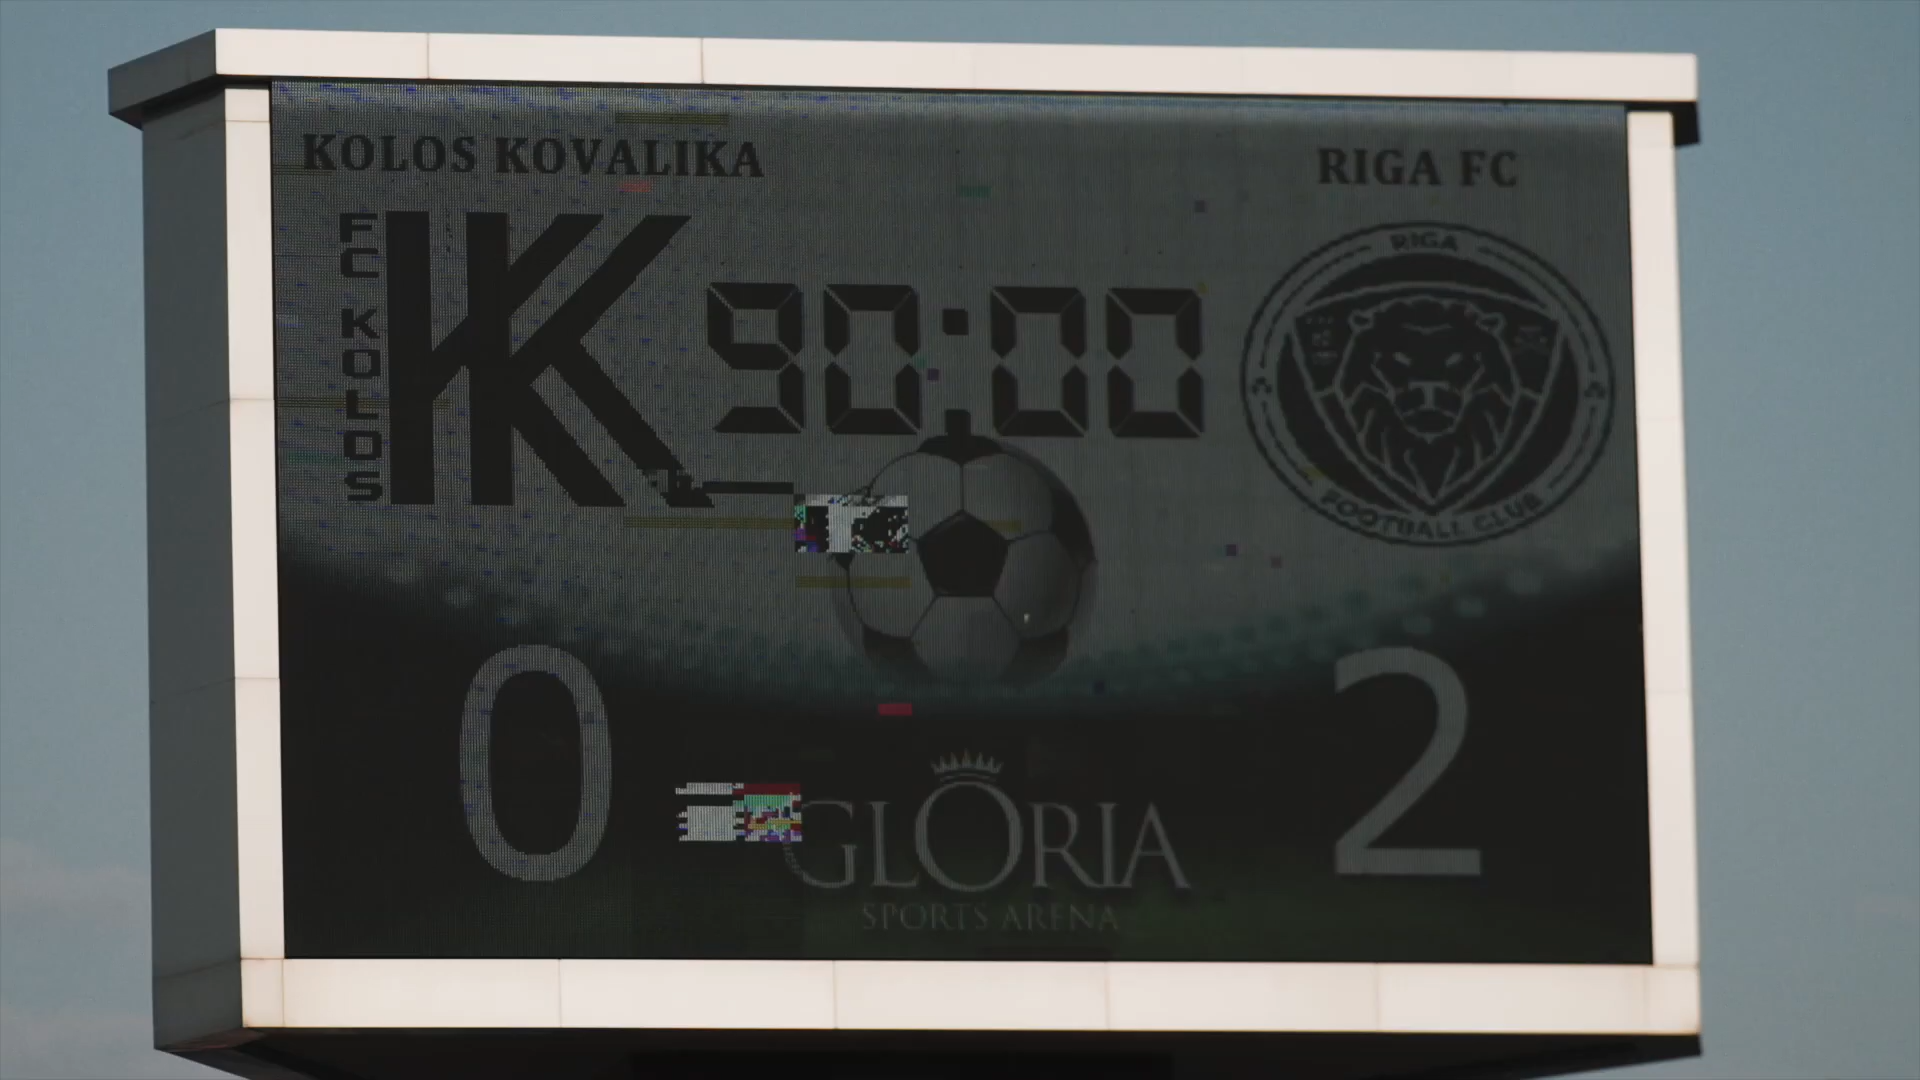 KOLOS KOVALIKA
RIGA FC
FC KOLOS
90:00
RIGA
FOOTBALL CLUB
0
2
GLORIA
SPORTS ARENA